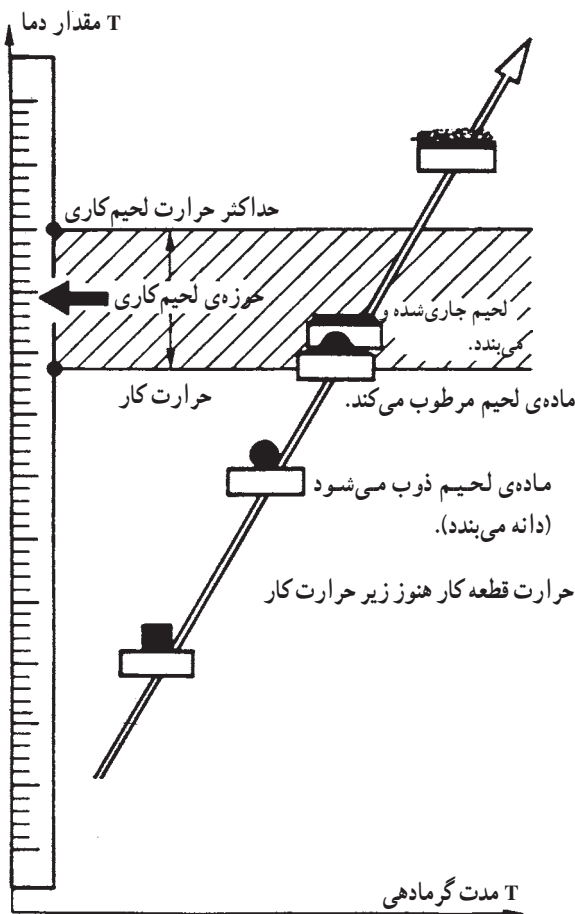 T مقدار دما
حداکثر حرارت لحیم‌کاری
حوزه‌ی لحیم‌کاری
لحیم جاری‌شده و
می‌بندد.
حرارت کار
ماده‌ی لحیم مرطوب می‌کند.
ماده‌ی لحیم ذوب می‌شود
(دانه می‌بندد).
حرارت قطعه کار هنوز زیر حرارت کار
T مدت گرمادهی